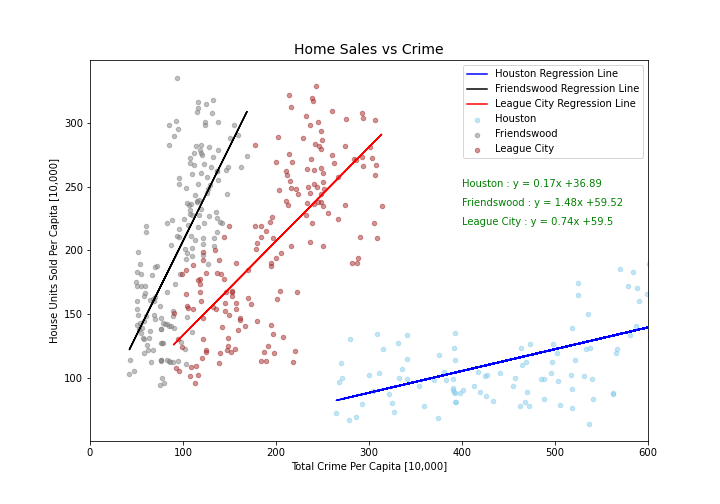 Home Sales vs Crime
Houston Regression Line
Friendswood Regression Line
League City Regression Line
Houston
Friendswood
League City
Houston : y = 0.17x +36.89
Friendswood : y = 1.48x +59.52
League City : y = 0.74x +59.5
House Units Sold Per Capita [10,000]
300
250
200
150
100
0 100 200 300 400 500 600
Total Crime Per Capita [10,000]